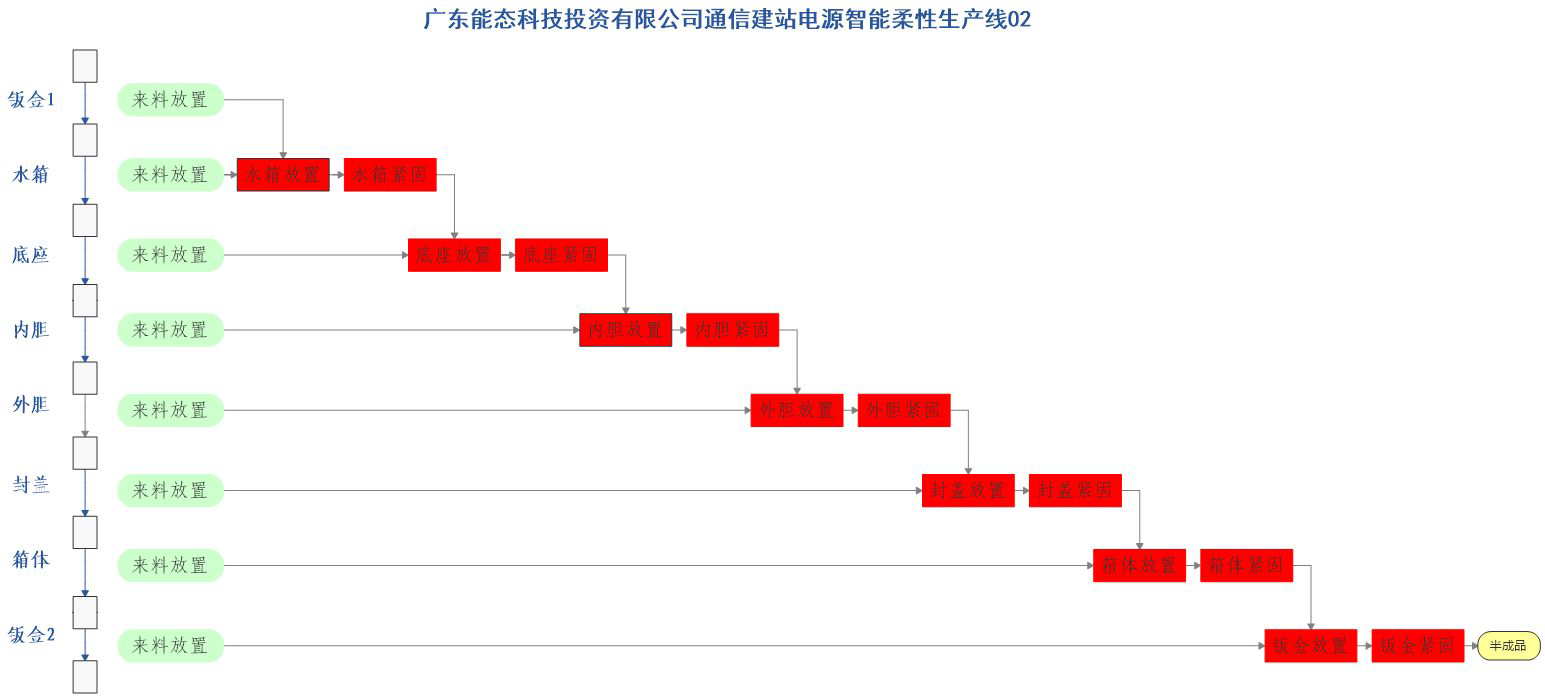 广东能态科技投资有限公司通信建站电源智能柔性生产线02
钣金1
来料放置
水箱
来料放置
水箱放置
水箱紧固
底座
来料放置
底座放置
底座紧固
内胆
来料放置
内胆放置
内胆紧固
外胆
来料放置
外胆放置
外胆紧固
封盖
来料放置
封盖放置
封盖紧固
箱体
来料放置
箱体放置
箱体紧固
钣金2
来料放置
钣金放置
钣金紧固
半成品